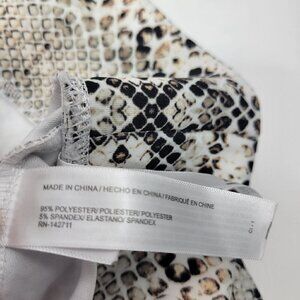 MADE IN CHINA/ HECHO EN CHINA/ FABRIQUÉ EN CHINE
95% POLYESTER/ POLIESTER/ POLYESTER
5% SPANDEX/ ELASTANO/ SPANDEX
RN-142711